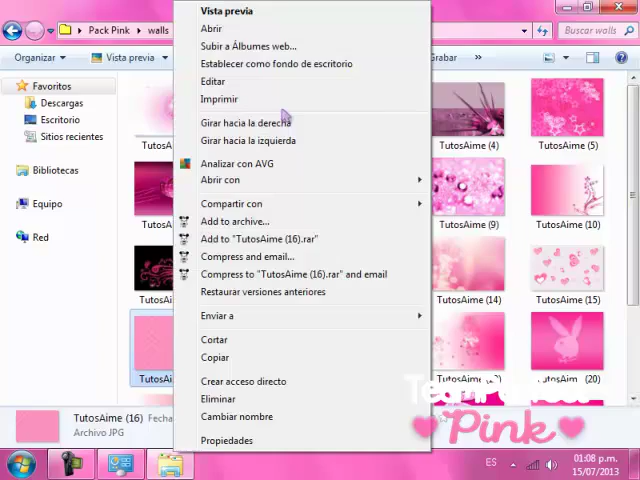 Pack Pink
walls
Buscar walls
Organizar
Vista previa
Grabar
Favoritos
Descargas
Escritorio
Sitios recientes
Bibliotecas
Equipo
Red
Vista previa
Abrir
Subir a Álbumes web...
Establecer como fondo de escritorio
Editar
Imprimir
Girar hacia la derecha
Girar hacia la izquierda
Analizar con AVG
Abrir con
Compartir con
Add to archive...
Add to "TutosAime (16).rar"
Compress and email...
Compress to "TutosAime (16).rar" and email
Restaurar versiones anteriores
Enviar a
Cortar
Copiar
Crear acceso directo
Eliminar
Cambiar nombre
Propiedades
TutosAime (4)
TutosAime (5)
TutosAime (10)
TutosAime (14)
TutosAime (15)
(20)
Pink
TutosAime (16)
Archivo JPG
ES
01:08 p.m.
15/07/2013